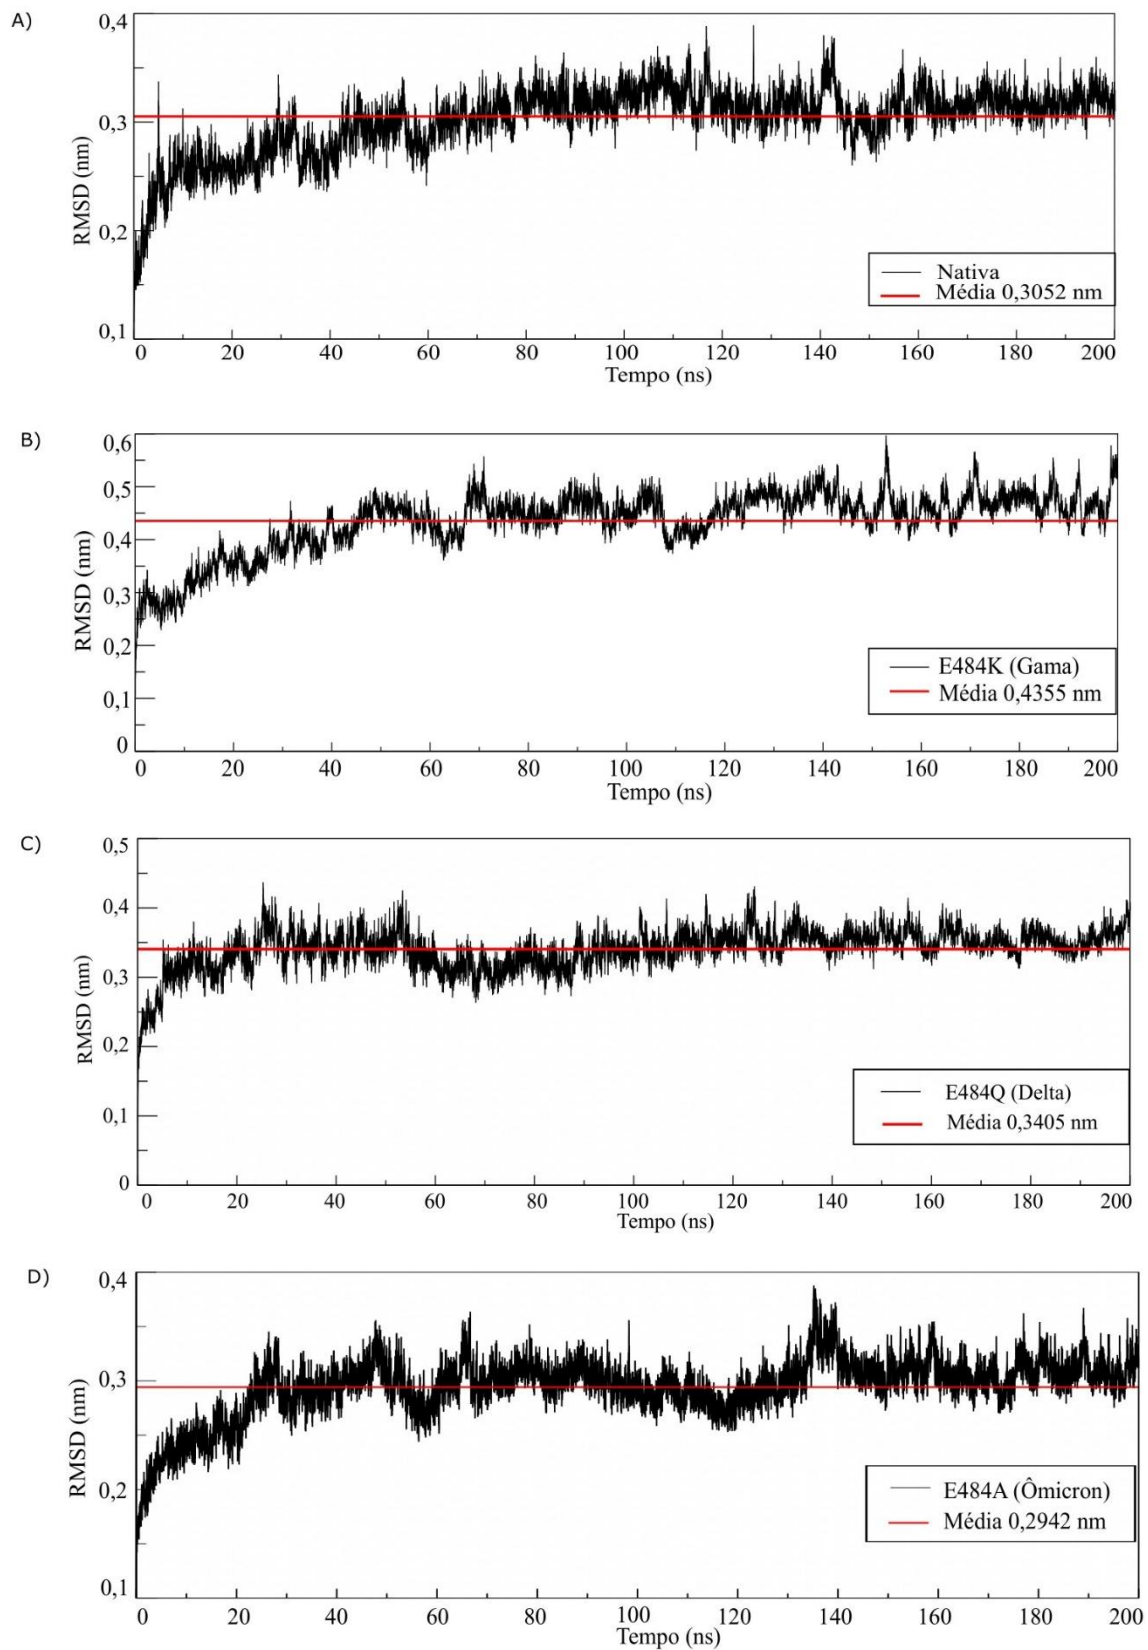 A)
0,4
0,3
0,2
0,1
RMSD (nm)
Nativa
Média 0,3052 nm
0 20 40 60 80 100 120 140 160 180 200
Tempo (ns)
B)
0,6
0,5
0,4
0,3
0,2
0,1
0
RMSD (nm)
E484K (Gama)
Média 0,4355 nm
0 20 40 60 80 100 120 140 160 180 200
Tempo (ns)
C)
0,5
0,4
0,3
0,2
0,1
0
RMSD (nm)
E484Q (Delta)
Média 0,3405 nm
0 20 40 60 80 100 120 140 160 180 200
Tempo (ns)
D)
0,4
0,3
0,2
0,1
RMSD (nm)
E484A (Ômicron)
Média 0,2942 nm
0 20 40 60 80 100 120 140 160 180 200
Tempo (ns)